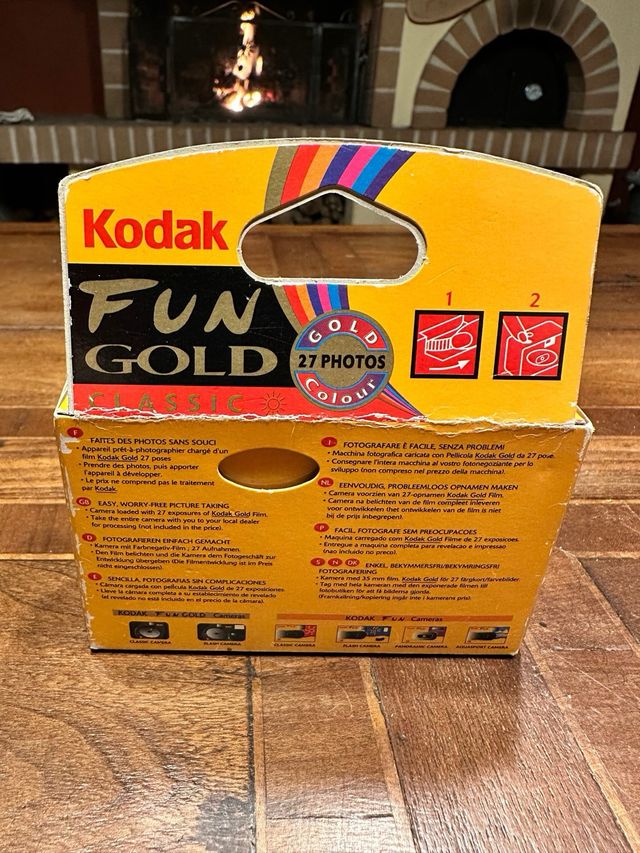 Kodak
FUN
GOLD
CLASSIC
GOLD
27 PHOTOS
Colour
1
2
F
FAITES DES PHOTOS SANS SOUCI
• Appareil prêt-à-photographier chargé d'un
film Kodak Gold 27 poses
• Prendre des photos, puis apporter
l'appareil à développer.
• Le prix ne comprend pas le traitement
par Kodak.
GB
EASY, WORRY-FREE PICTURE TAKING
• Camera loaded with 27 exposures of Kodak Gold Film.
• Take the entire camera with you to your local dealer
for processing (not included in the price).
D
FOTOGRAFIEREN EINFACH GEMACHT
• Kamera mit Farbnegativ-Film ; 27 Aufnahmen.
• Den Film belichten und die Kamera dem Fotogeschäft zur
Entwicklung übergeben (Die Filmentwicklung ist im Preis
nicht eingeschlossen).
E
SENCILLA, FOTOGRAFIAS SIN COMPLICACIONES
• Cámara cargada con película Kodak Gold de 27 exposiciones
• Lleve la cámara completa a su establecimiento de revelado
(el revelado no está incluido en el precio de la cámara).
I
FOTOGRAFARE È FACILE, SENZA PROBLEMI
• Macchina fotografica caricata con Pellicola Kodak Gold da 27 pose.
• Consegnare l'intera macchina al vostro fotonegoziante per lo
sviluppo (non compreso nel prezzo della macchina).
NL
EENVOUDIG, PROBLEEMLOOS OPNAMEN MAKEN
• Camera voorzien van 27-opnamen Kodak Gold Film.
• Camera na belichten van de film compleet inleveren
voor ontwikkelen (het ontwikkelen van de film is niet
bij de prijs inbegrepen).
P
FACIL, FOTOGRAFE SEM PREOCUPACOES
• Maquina carregado com Kodak Gold Filme de 27 exposicoes.
• Entregue a maquina completa para revelacao e impressao
(nao incluido no preco).
S N DK
ENKEL, BEKYMMERSFRI/BEKYMRINGSFRI
FOTOGRAFERING
• Kamera med 35 mm film, Kodak Gold för 27 färgkort/farvebilder.
• Tag med hela kameran med den exponerade filmen till
fotobutiken för att få bilderna gjorda.
(Framkallning/kopiering ingår inte i kamerans pris).
KODAK FUN GOLD Cameras
CLASSIC CAMERA
FLASH CAMERA
KODAK FUN Cameras
CLASSIC CAMERA
FLASH CAMERA
PANORAMIC CAMERA
AQUASPORT CAMERA